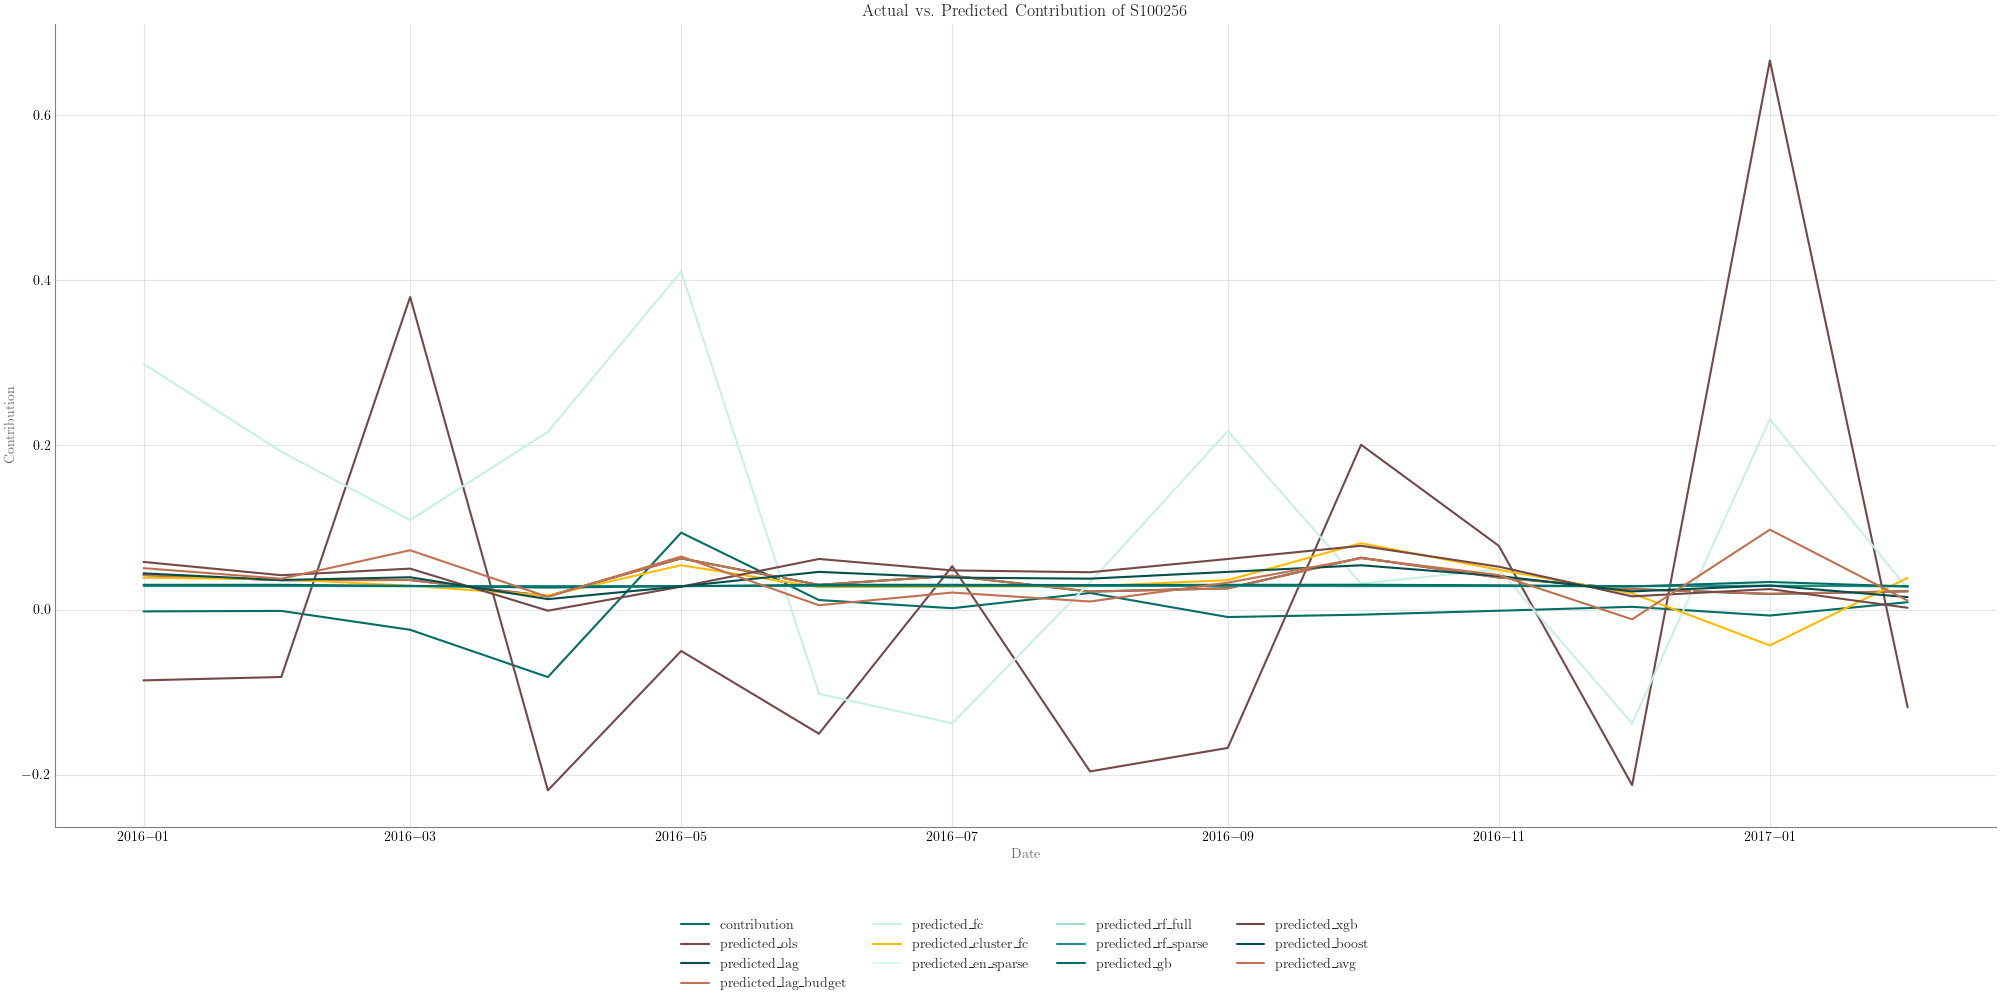 Actual vs. Predicted Contribution of S100256
0.6
0.4
0.2
0.0
−0.2
Contribution
2016−01 2016−03 2016−05 2016−07 2016−09 2016−11 2017−01
Date
contribution predicted_fc predicted_rf_full predicted_xgb
predicted_ols predicted_cluster_fc predicted_rf_sparse predicted_boost
predicted_lag predicted_en_sparse predicted_gb predicted_avg
predicted_lag_budget